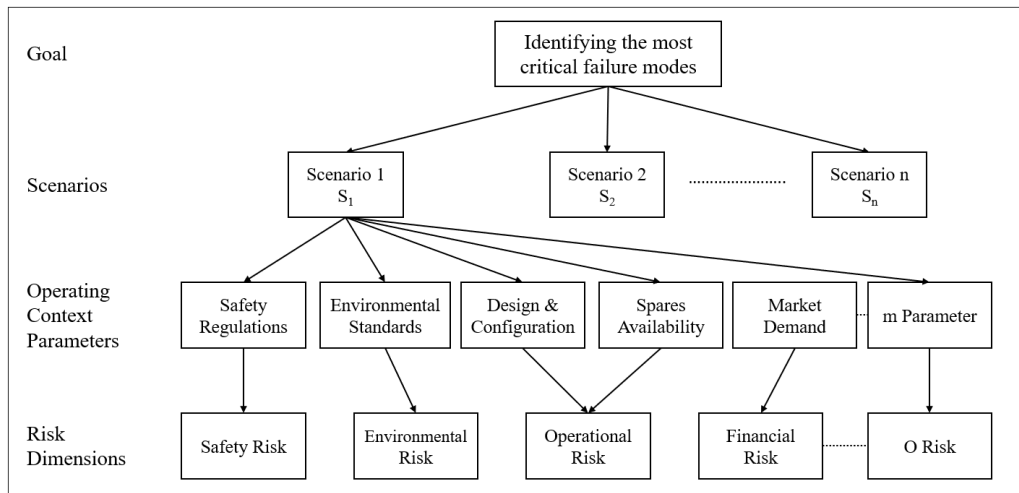 Goal
Identifying the most
critical failure modes
Scenarios
Scenario 1
S₁
Scenario 2
S₂
Scenario n
Sₙ
Operating
Context
Parameters
Safety
Regulations
Environmental
Standards
Design &
Configuration
Spares
Availability
Market
Demand
m Parameter
Risk
Dimensions
Safety Risk
Environmental
Risk
Operational
Risk
Financial
Risk
O Risk